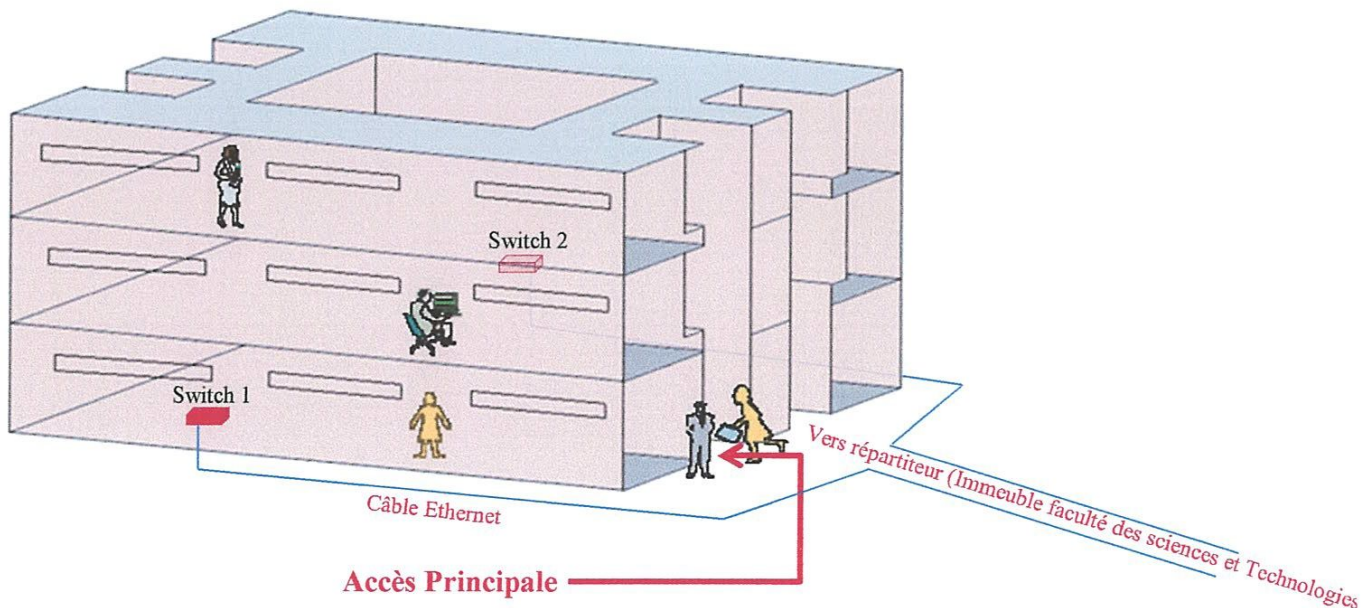 Switch 2
Switch 1
Câble Ethernet
Vers répartiteur (Immeuble faculté des sciences et Technologies
Accès Principale